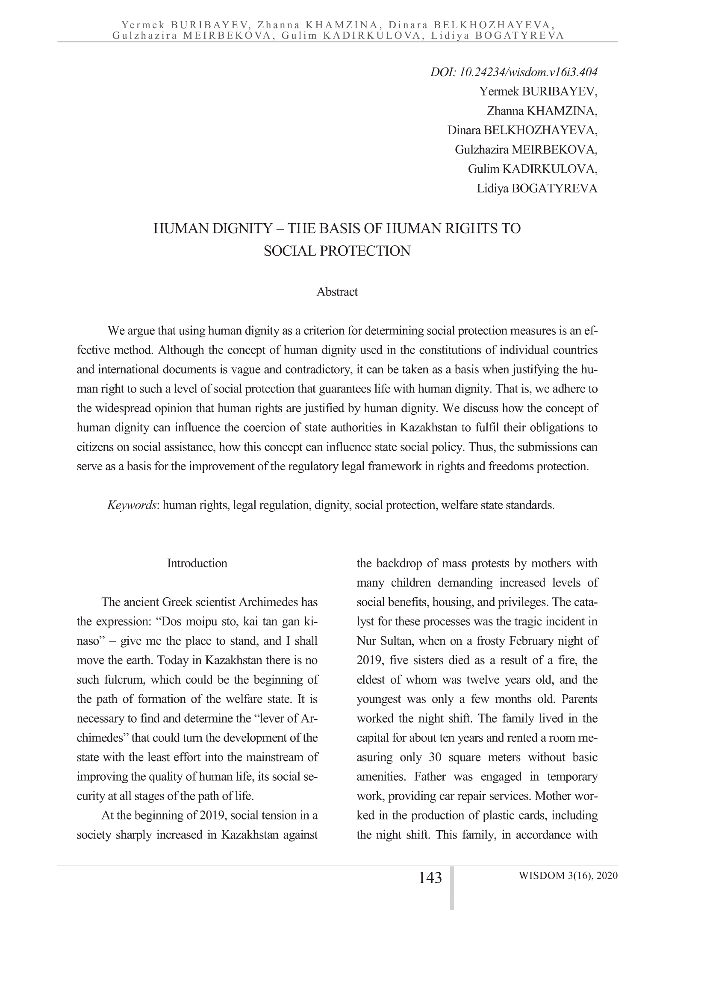 Yermek BURIBAYEV, Zhanna KHAMZINA, Dinara BELKHOZHAYEVA,
Gulzhazira MEIRBEKOVA, Gulim KADIRKULOVA, Lidiya BOGATYREVA
DOI: 10.24234/wisdom.v16i3.404
Yermek BURIBAYEV,
Zhanna KHAMZINA,
Dinara BELKHOZHAYEVA,
Gulzhazira MEIRBEKOVA,
Gulim KADIRKULOVA,
Lidiya BOGATYREVA
HUMAN DIGNITY – THE BASIS OF HUMAN RIGHTS TO
SOCIAL PROTECTION
Abstract
We argue that using human dignity as a criterion for determining social protection measures is an ef-
fective method. Although the concept of human dignity used in the constitutions of individual countries
and international documents is vague and contradictory, it can be taken as a basis when justifying the hu-
man right to such a level of social protection that guarantees life with human dignity. That is, we adhere to
the widespread opinion that human rights are justified by human dignity. We discuss how the concept of
human dignity can influence the coercion of state authorities in Kazakhstan to fulfil their obligations to
citizens on social assistance, how this concept can influence state social policy. Thus, the submissions can
serve as a basis for the improvement of the regulatory legal framework in rights and freedoms protection.
Keywords: human rights, legal regulation, dignity, social protection, welfare state standards.
Introduction
The ancient Greek scientist Archimedes has
the expression: “Dos moipu sto, kai tan gan ki-
naso” – give me the place to stand, and I shall
move the earth. Today in Kazakhstan there is no
such fulcrum, which could be the beginning of
the path of formation of the welfare state. It is
necessary to find and determine the “lever of Ar-
chimedes” that could turn the development of the
state with the least effort into the mainstream of
improving the quality of human life, its social se-
curity at all stages of the path of life.
At the beginning of 2019, social tension in a
society sharply increased in Kazakhstan against
the backdrop of mass protests by mothers with
many children demanding increased levels of
social benefits, housing, and privileges. The cata-
lyst for these processes was the tragic incident in
Nur Sultan, when on a frosty February night of
2019, five sisters died as a result of a fire, the
eldest of whom was twelve years old, and the
youngest was only a few months old. Parents
worked the night shift. The family lived in the
capital for about ten years and rented a room me-
asuring only 30 square meters without basic
amenities. Father was engaged in temporary
work, providing car repair services. Mother wor-
ked in the production of plastic cards, including
the night shift. This family, in accordance with
143
WISDOM 3(16), 2020